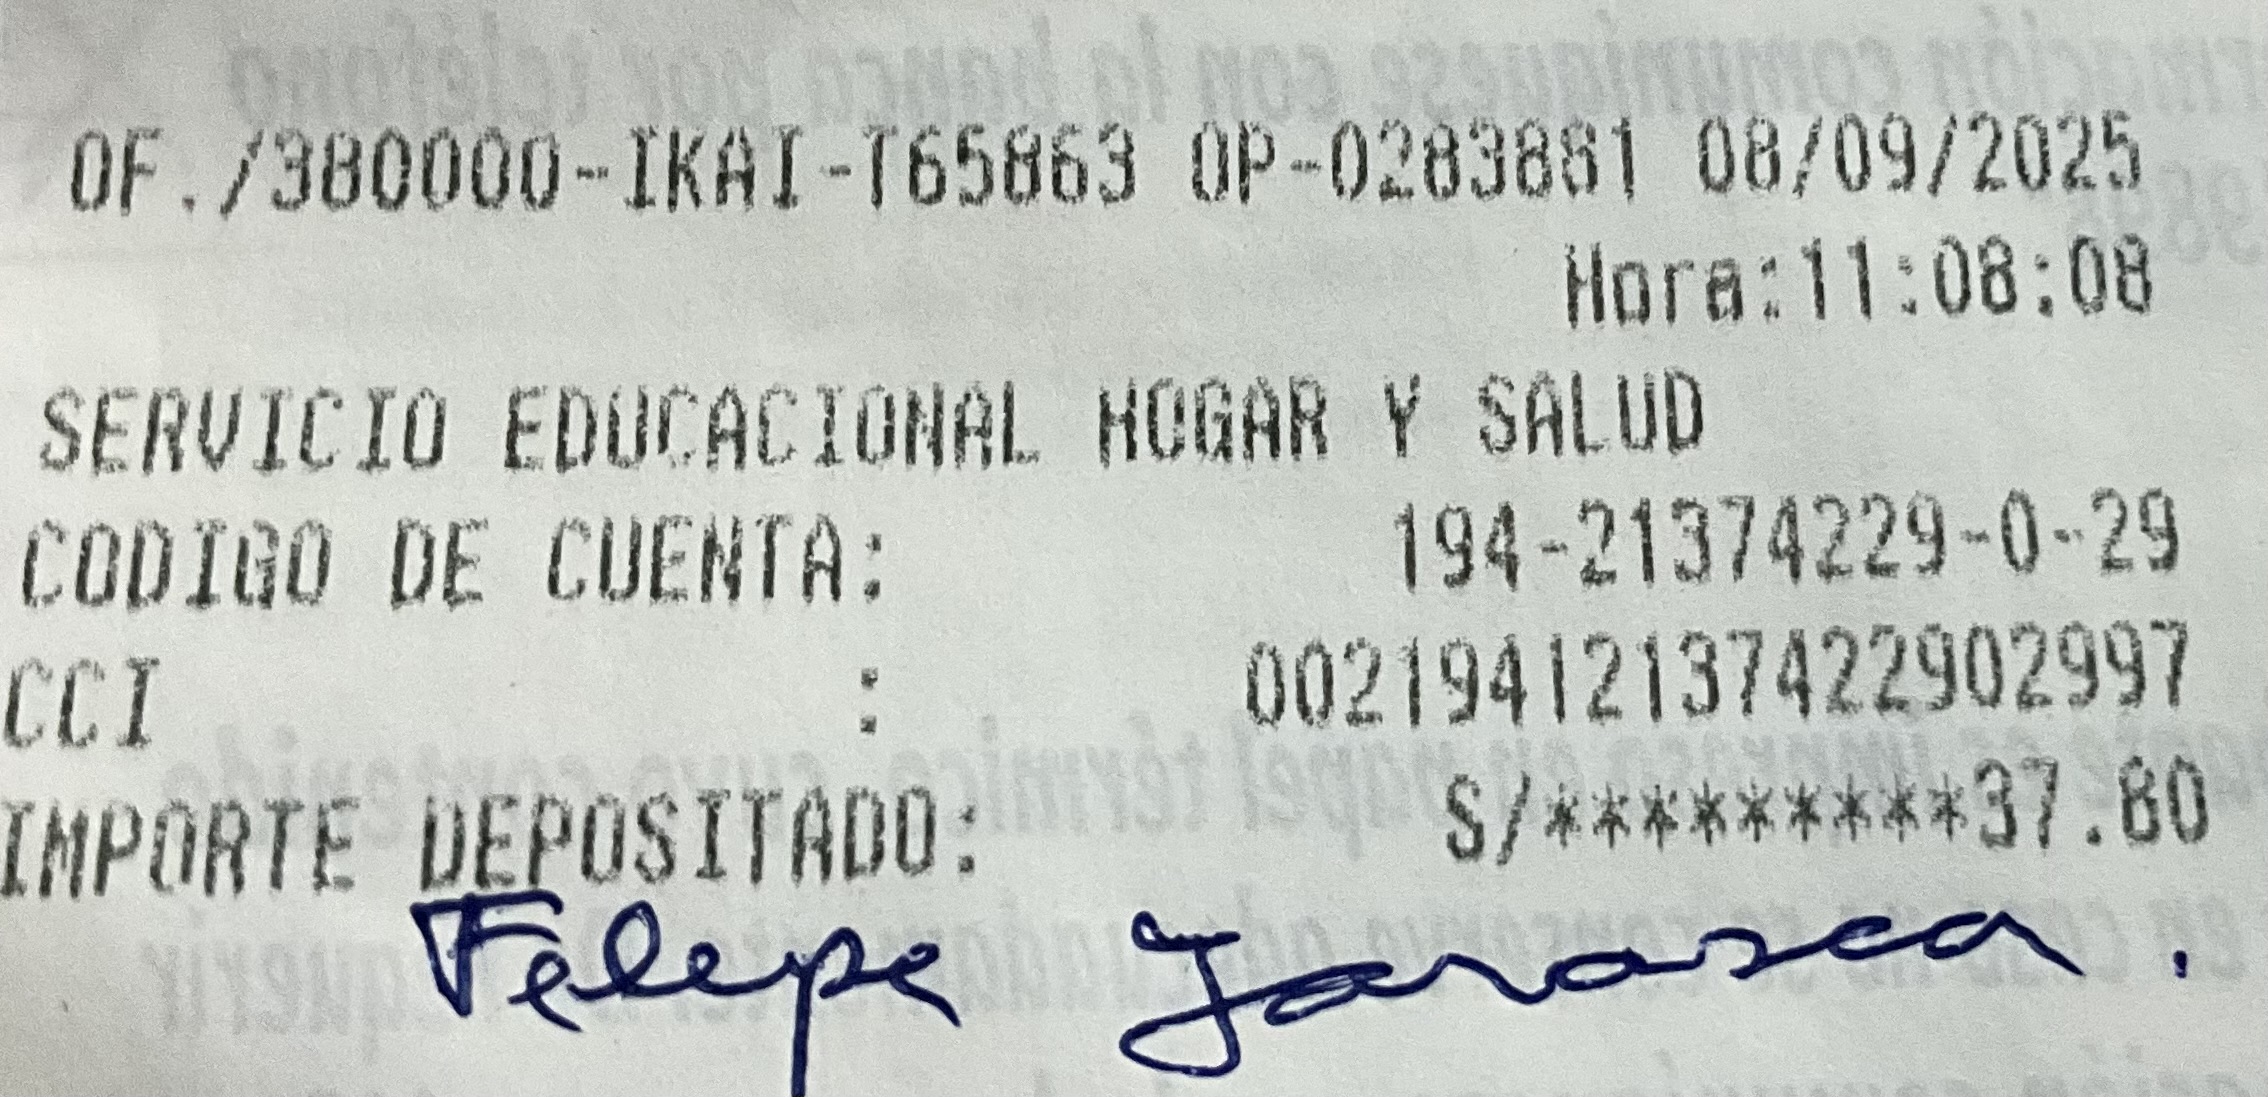 OF./380000-IKAI-T65863 OP-0283881 08/09/2025
Hora:11:08:08
SERVICIO EDUCACIONAL HOGAR Y SALUD
CODIGO DE CUENTA: 194-21374229-0-29
CCI : 00219412137422902997
IMPORTE DEPOSITADO: S/*********37.80
Felipe Jarasca.